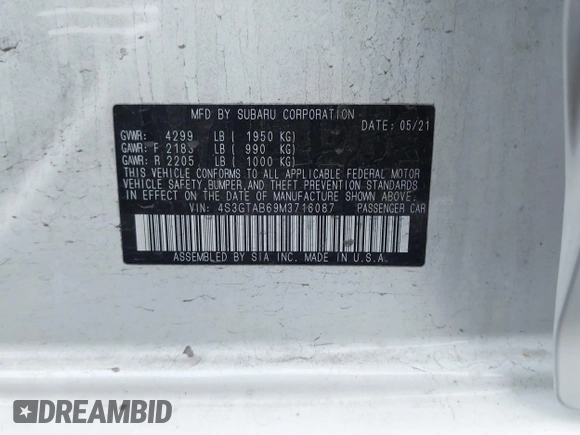 MFD BY SUBARU CORPORATION
DATE: 05/21
GVWR: 4299 LB ( 1950 KG)
GAWR: F 2183 LB ( 990 KG)
GAWR: R 2205 LB ( 1000 KG)
THIS VEHICLE CONFORMS TO ALL APPLICABLE FEDERAL MOTOR
VEHICLE SAFETY,BUMPER,AND THEFT PREVENTION STANDARDS
IN EFFECT ON THE DATE OF MANUFACTURE SHOWN ABOVE.
VIN: 4S3GTAB69M3716087 PASSENGER CAR
ASSEMBLED BY SIA INC. MADE IN U.S.A.
DREAMBID